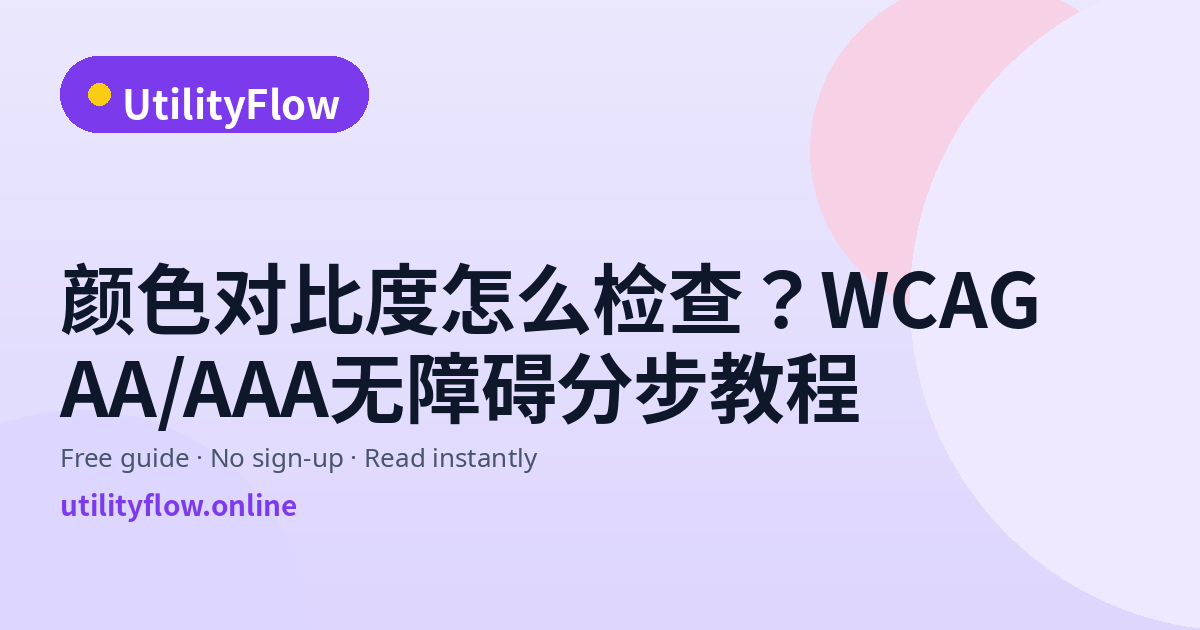 UtilityFlow
颜色对比度怎么检查？WCAG
AA/AAA无障碍分步教程
Free guide · No sign-up · Read instantly
utilityflow.online